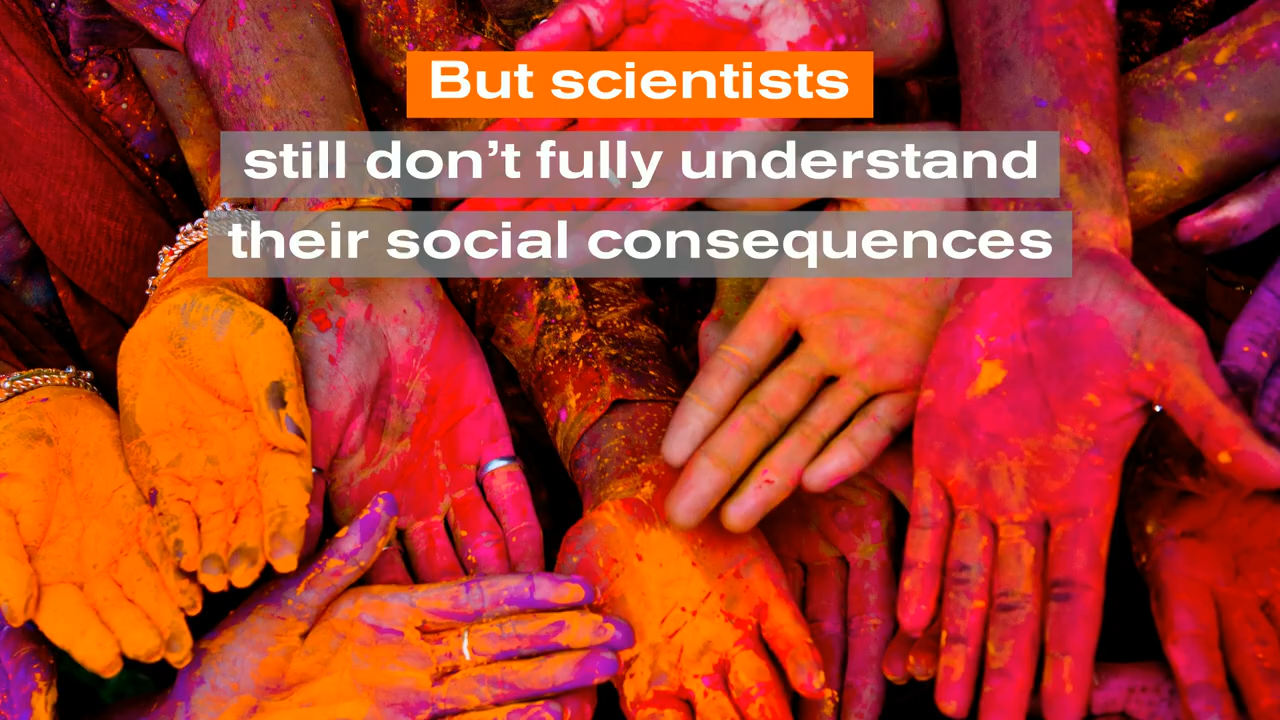 But scientists
still don’t fully understand
their social consequences